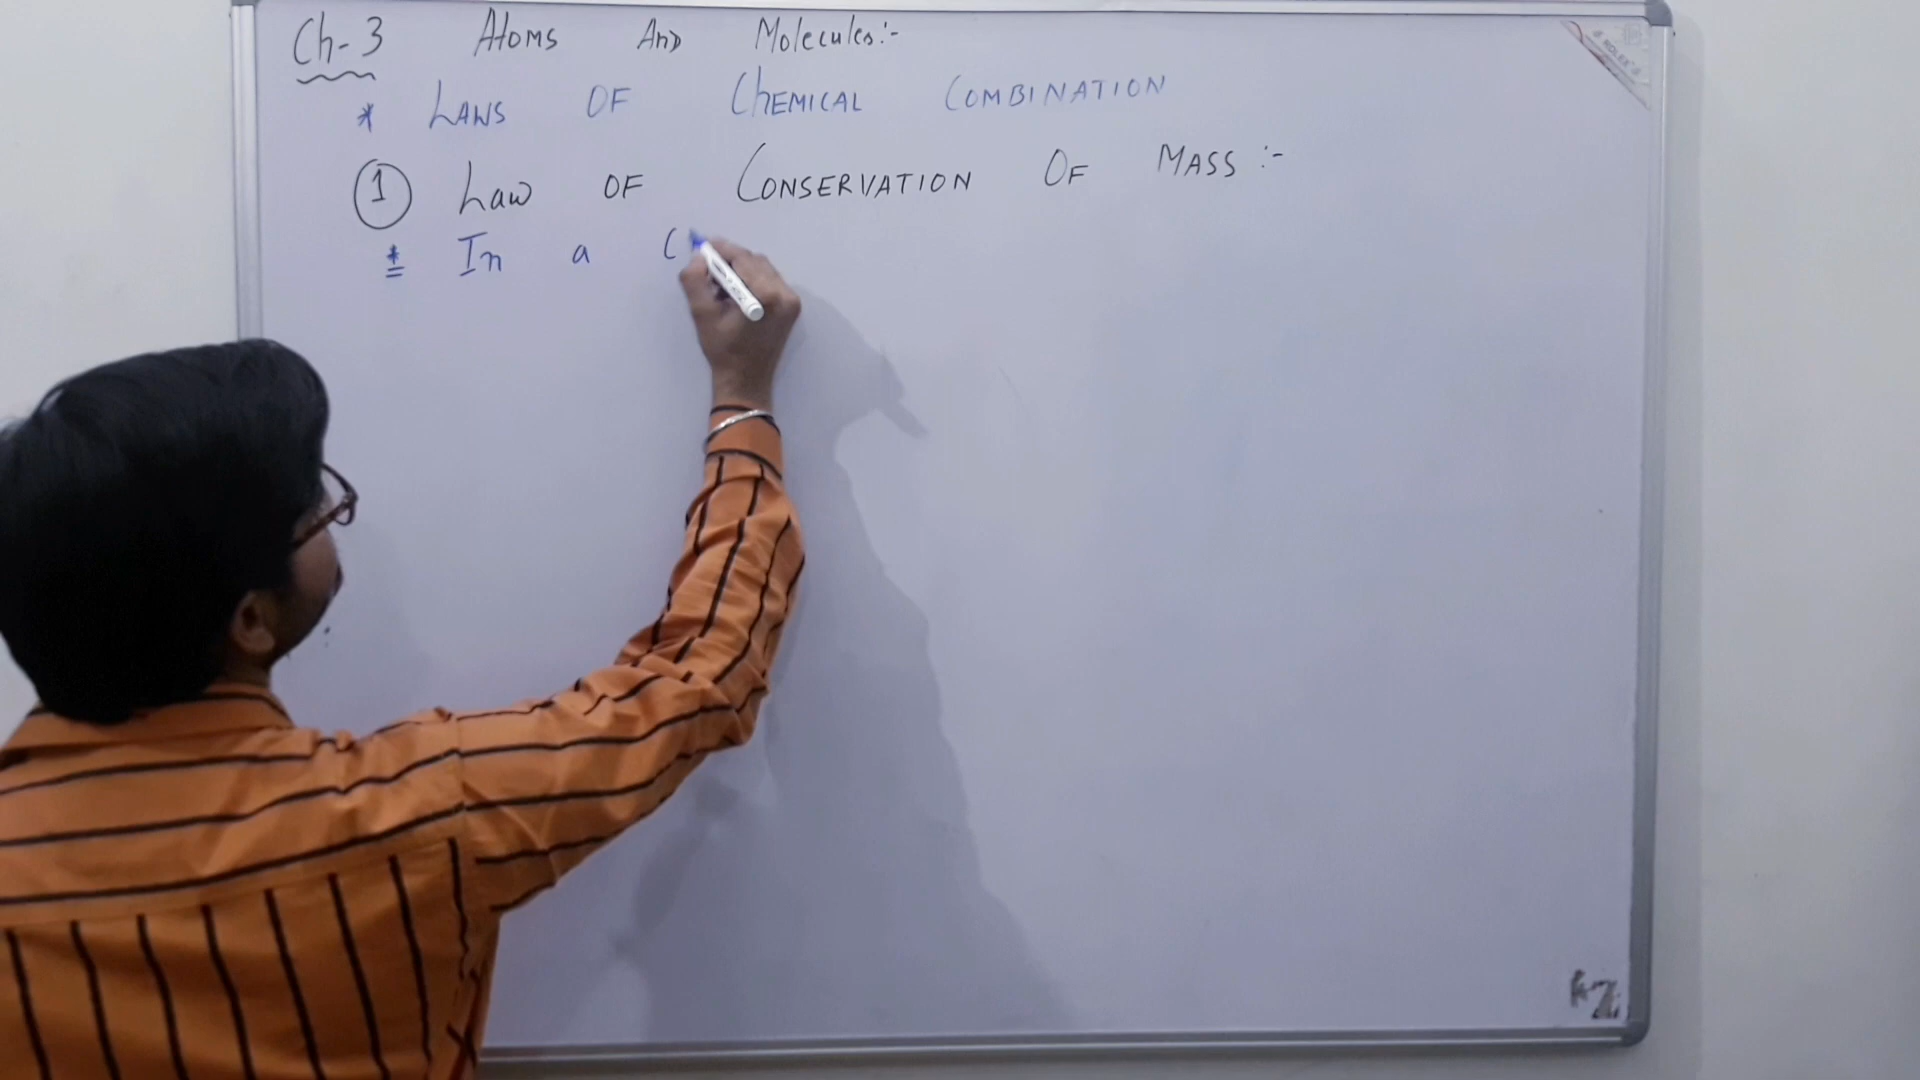 Ch-3 Atoms And Molecules:-
* LAWS OF ChEMICAL COMBINATION
① Law OF CONSERVATION OF MASS :-
* In a C